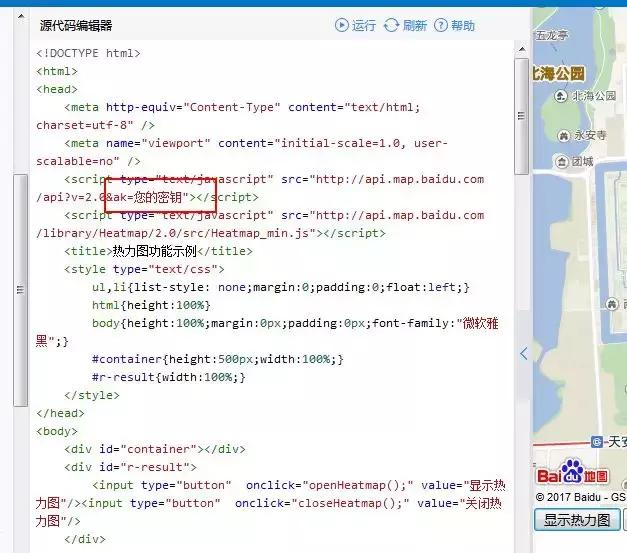 源代码编辑器
运行 刷新 帮助
<!DOCTYPE html>
<html>
<head>
<meta http-equiv="Content-Type" content="text/html;
charset=utf-8" />
<meta name="viewport" content="initial-scale=1.0, user-
scalable=no" />
<script type="text/javascript" src="http://api.map.baidu.com
/api?v=2.0&ak=您的密钥"></script>
<script type="text/javascript" src="http://api.map.baidu.com
/library/Heatmap/2.0/src/Heatmap_min.js"></script>
<title>热力图功能示例</title>
<style type="text/css">
ul,li{list-style: none;margin:0;padding:0;float:left;}
html{height:100%}
body{height:100%;margin:0px;padding:0px;font-family:"微软雅
黑";}
#container{height:500px;width:100%;}
#r-result{width:100%;}
</style>
</head>
<body>
<div id="container"></div>
<div id="r-result">
<input type="button"  onclick="openHeatmap();" value="显示热
力图"/><input type="button"  onclick="closeHeatmap();" value="关闭热
力图"/>
</div>
五龙亭
北海公园
北海公园
永安寺
团城
天安
Bai du 地图
© 2017 Baidu - GS
显示热力图